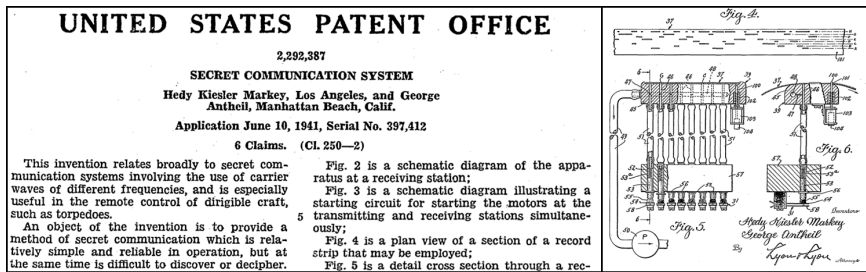 UNITED STATES PATENT OFFICE
2,292,387
SECRET COMMUNICATION SYSTEM
Hedy Kiesler Markey, Los Angeles, and George
Antheil, Manhattan Beach, Calif.
Application June 10, 1941, Serial No. 397,412
6 Claims. (Cl. 250—2)
This invention relates broadly to secret com-
munication systems involving the use of carrier
waves of different frequencies, and is especially
useful in the remote control of dirigible craft,
such as torpedoes.
An object of the invention is to provide a
method of secret communication which is rela-
tively simple and reliable in operation, but at
the same time is difficult to discover or decipher.
5
Fig. 2 is a schematic diagram of the appa-
ratus at a receiving station;
Fig. 3 is a schematic diagram illustrating a
starting circuit for starting the motors at the
transmitting and receiving stations simultane-
ously;
Fig. 4 is a plan view of a section of a record
strip that may be employed;
Fig. 5 is a detail cross section through a rec-
Fig. 4.
37
101
Fig. 6.
Fig. 5.
P
Inventors
Hedy Kiesler Markey
George Antheil
By
Lyon & Lyon
Attorneys